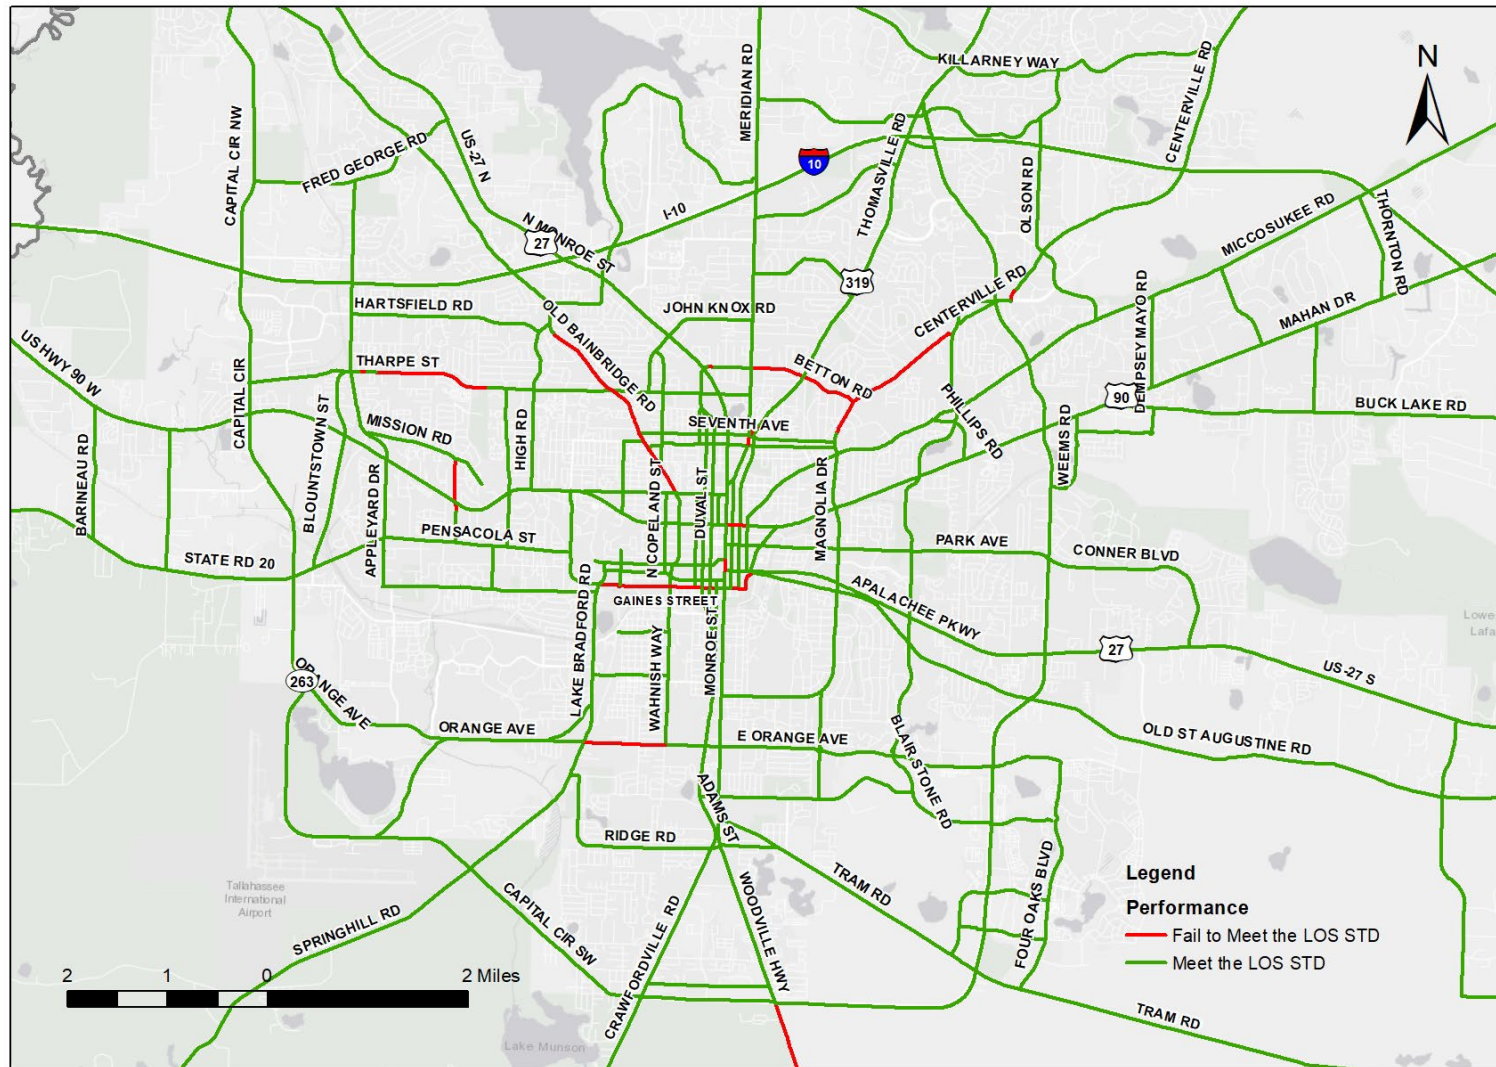 KILLARNEY WAY
N
CENTERVILLE RD
MERIDIAN RD
CAPITAL CIR NW
US-27 N
FRED GEORGE RD
10
THOMASVILLE RD
OLSON RD
THORNTON RD
MICCOSUKEE RD
I-10
N MONROE ST
27
319
CENTERVILLE RD
HARTSFIELD RD
OLD BAINBRIDGE RD
JOHN KNOX RD
DEMPSEY MAYO RD
MAHAN DR
US HWY 90 W
CAPITAL CIR
THARPE ST
BETTON RD
90
PHILLIPS RD
BUCK LAKE RD
BLOUNTSTOWN ST
MISSION RD
HIGH RD
SEVENTH AVE
WEEMS RD
BARINEAU RD
APPLEYARD DR
N COPELAND ST
DUVAL ST
MAGNOLIA DR
PENSACOLA ST
PARK AVE
CONNER BLVD
STATE RD 20
LAKE BRADFORD RD
GAINES STREET
APALACHEE PKWY
Lowe
Lafa
27
US-27 S
263
ORANGE AVE
WAHNISH WAY
MONROE ST
ORANGE AVE
E ORANGE AVE
BLAIR STONE RD
OLD ST AUGUSTINE RD
ADAMS ST
RIDGE RD
TRAM RD
FOUR OAKS BLVD
Legend
Performance
Fail to Meet the LOS STD
Meet the LOS STD
Tallahassee
International
Airport
SPRINGHILL RD
CAPITAL CIR SW
CRAWFORDVILLE RD
WOODVILLE HWY
2 1 0 2 Miles
TRAM RD
Lake Munson